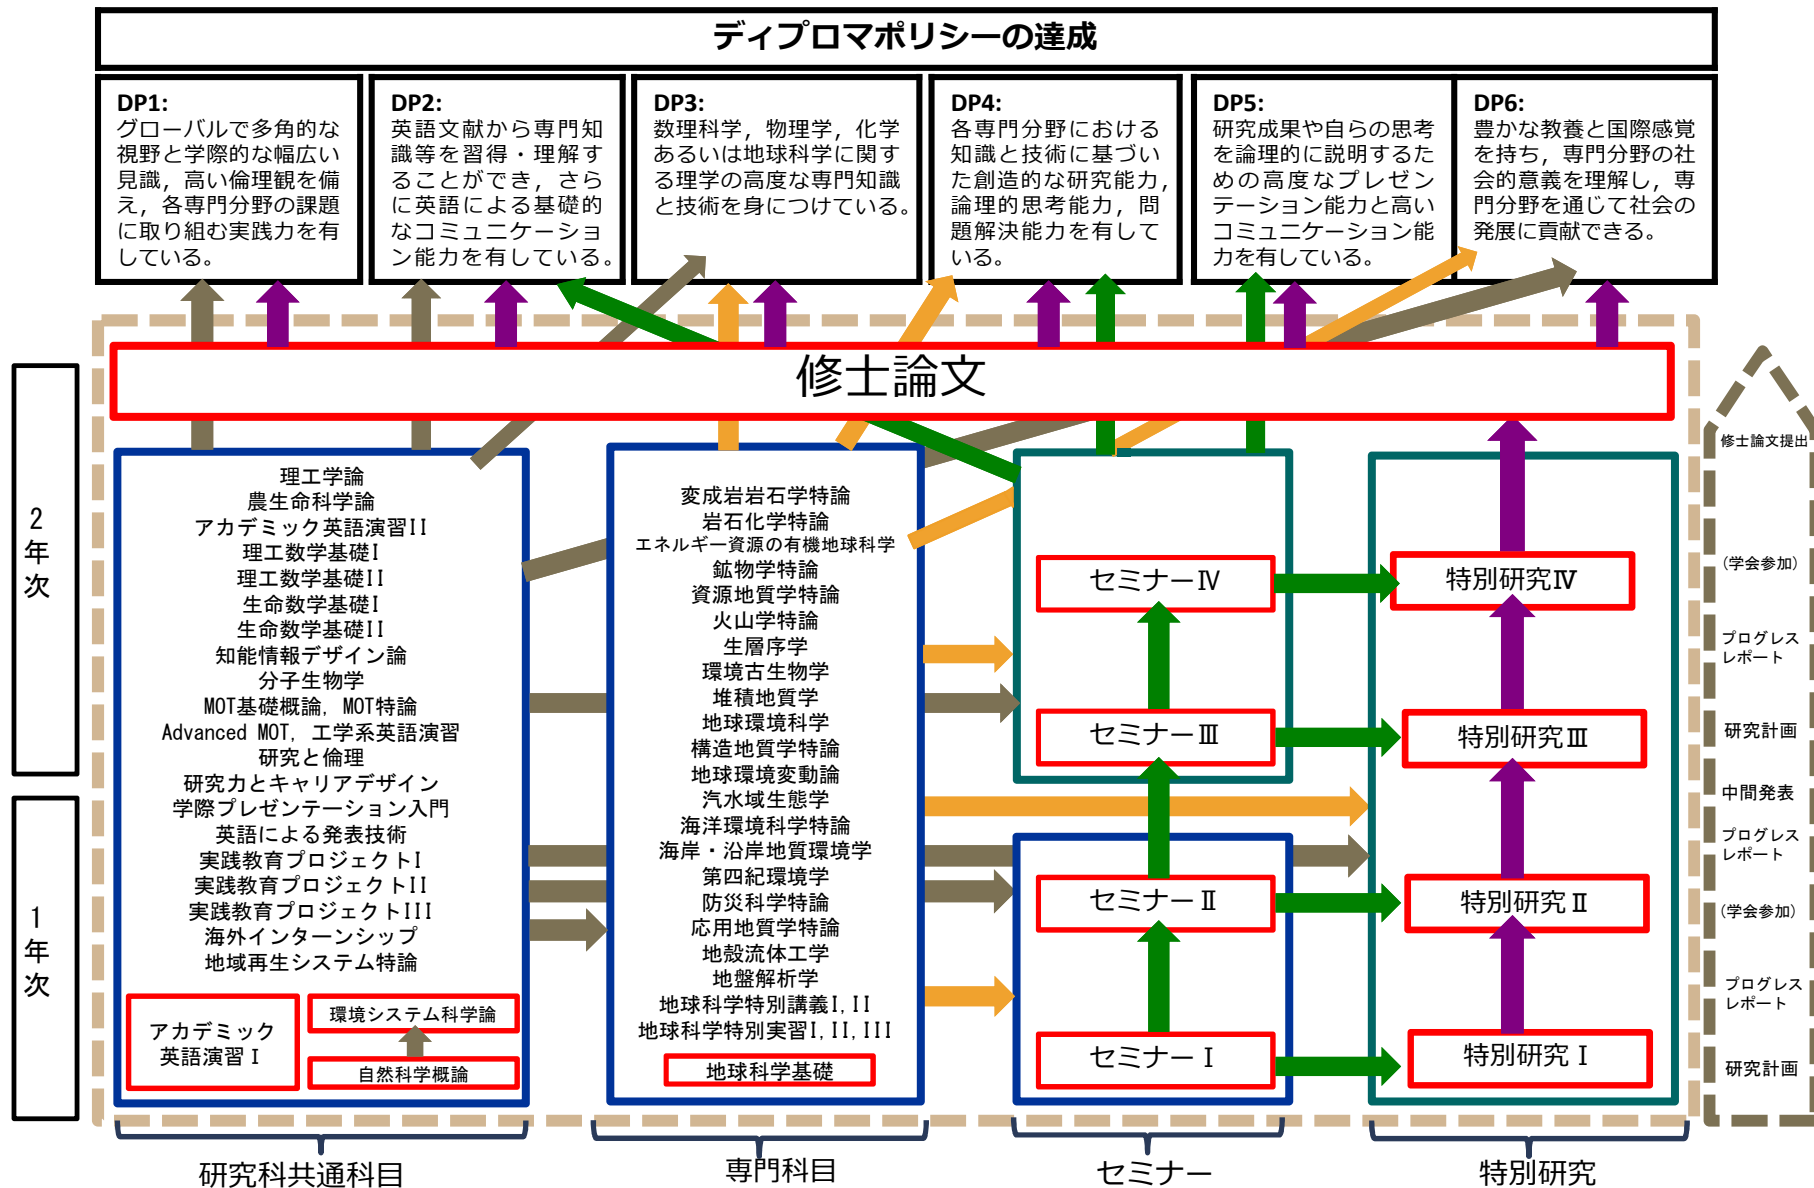 ディプロマポリシーの達成
DP1:
グローバルで多角的な
視野と学際的な幅広い
見識，高い倫理観を備
え，各専門分野の課題
に取り組む実践力を有
している。
DP2:
英語文献から専門知
識等を習得・理解す
ることができ，さら
に英語による基礎的
なコミュニケーショ
ン能力を有している。
DP3:
数理科学，物理学，化学
あるいは地球科学に関す
る理学の高度な専門知識
と技術を身につけている。
DP4:
各専門分野における
知識と技術に基づい
た創造的な研究能力，
論理的思考能力，問
題解決能力を有して
いる。
DP5:
研究成果や自らの思考
を論理的に説明するた
めの高度なプレゼン
テーション能力と高い
コミュニケーション能
力を有している。
DP6:
豊かな教養と国際感覚
を持ち，専門分野の社
会的意義を理解し，専
門分野を通じて社会の
発展に貢献できる。
修士論文
2
年
次
1
年
次
理工学論
農生命科学論
アカデミック英語演習II
理工数学基礎I
理工数学基礎II
生命数学基礎I
生命数学基礎II
知能情報デザイン論
分子生物学
MOT基礎概論，MOT特論
Advanced MOT，工学系英語演習
研究と倫理
研究力とキャリアデザイン
学際プレゼンテーション入門
英語による発表技術
実践教育プロジェクトI
実践教育プロジェクトII
実践教育プロジェクトIII
海外インターンシップ
地域再生システム特論
アカデミック
英語演習Ⅰ
環境システム科学論
自然科学概論
変成岩岩石学特論
岩石化学特論
エネルギー資源の有機地球科学
鉱物学特論
資源地質学特論
火山学特論
生層序学
環境古生物学
堆積地質学
地球環境科学
構造地質学特論
地球環境変動論
汽水域生態学
海洋環境科学特論
海岸・沿岸地質環境学
第四紀環境学
防災科学特論
応用地質学特論
地殻流体工学
地盤解析学
地球科学特別講義I,II
地球科学特別実習I,II,III
地球科学基礎
セミナーⅣ
セミナーⅢ
セミナーⅡ
セミナーⅠ
特別研究Ⅳ
特別研究Ⅲ
特別研究Ⅱ
特別研究Ⅰ
修士論文提出
（学会参加）
プログレス
レポート
研究計画
中間発表
プログレス
レポート
（学会参加）
プログレス
レポート
研究計画
研究科共通科目
専門科目
セミナー
特別研究